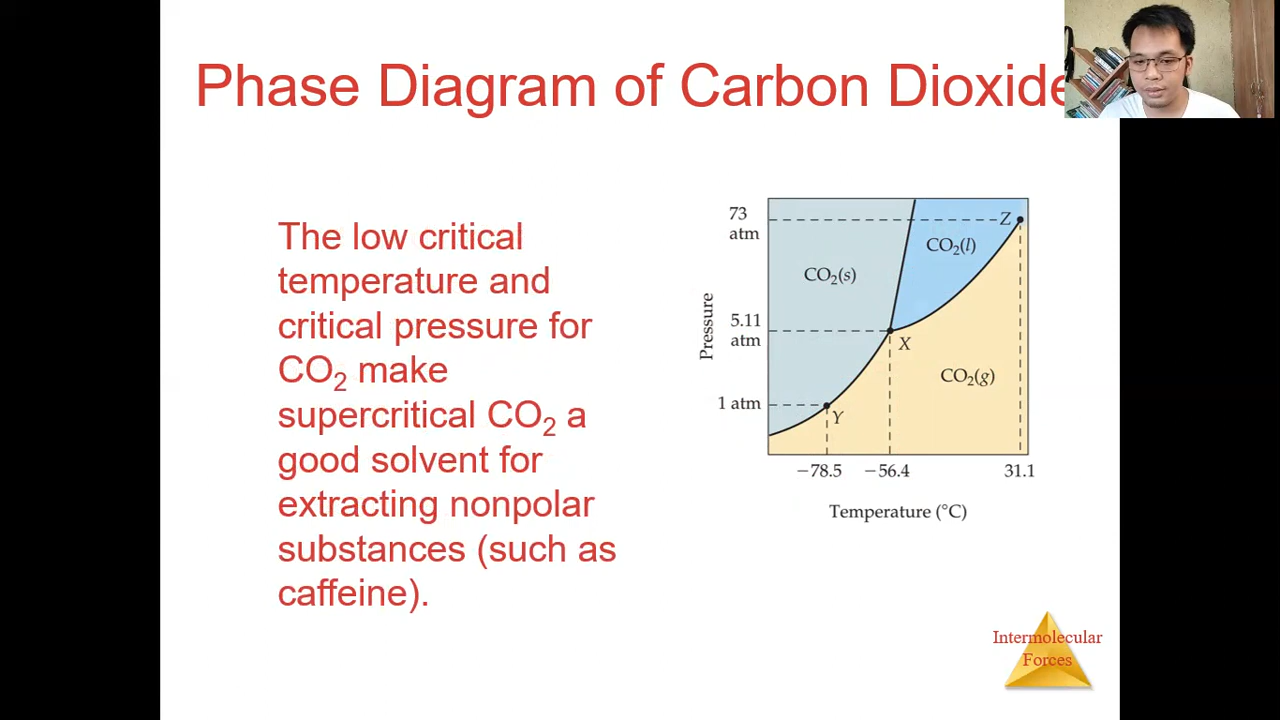 Phase Diagram of Carbon Dioxide
The low critical
temperature and
critical pressure for
CO₂ make
supercritical CO₂ a
good solvent for
extracting nonpolar
substances (such as
caffeine).
73
atm
Z
CO₂(l)
CO₂(s)
5.11
atm
X
Pressure
CO₂(g)
1 atm
Y
−78.5
−56.4
31.1
Temperature (°C)
Intermolecular
Forces